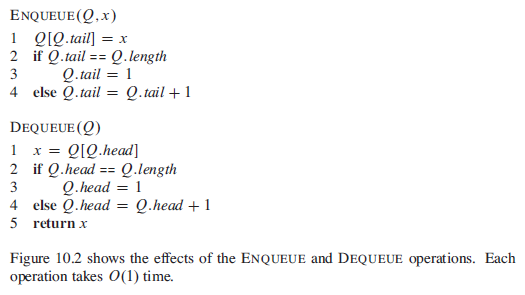 ENQUEUE(Q, x)
1 Q[Q.tail] = x
2 if Q.tail == Q.length
3 Q.tail = 1
4 else Q.tail = Q.tail + 1
DEQUEUE(Q)
1 x = Q[Q.head]
2 if Q.head == Q.length
3 Q.head = 1
4 else Q.head = Q.head + 1
5 return x
Figure 10.2 shows the effects of the ENQUEUE and DEQUEUE operations. Each
operation takes O(1) time.